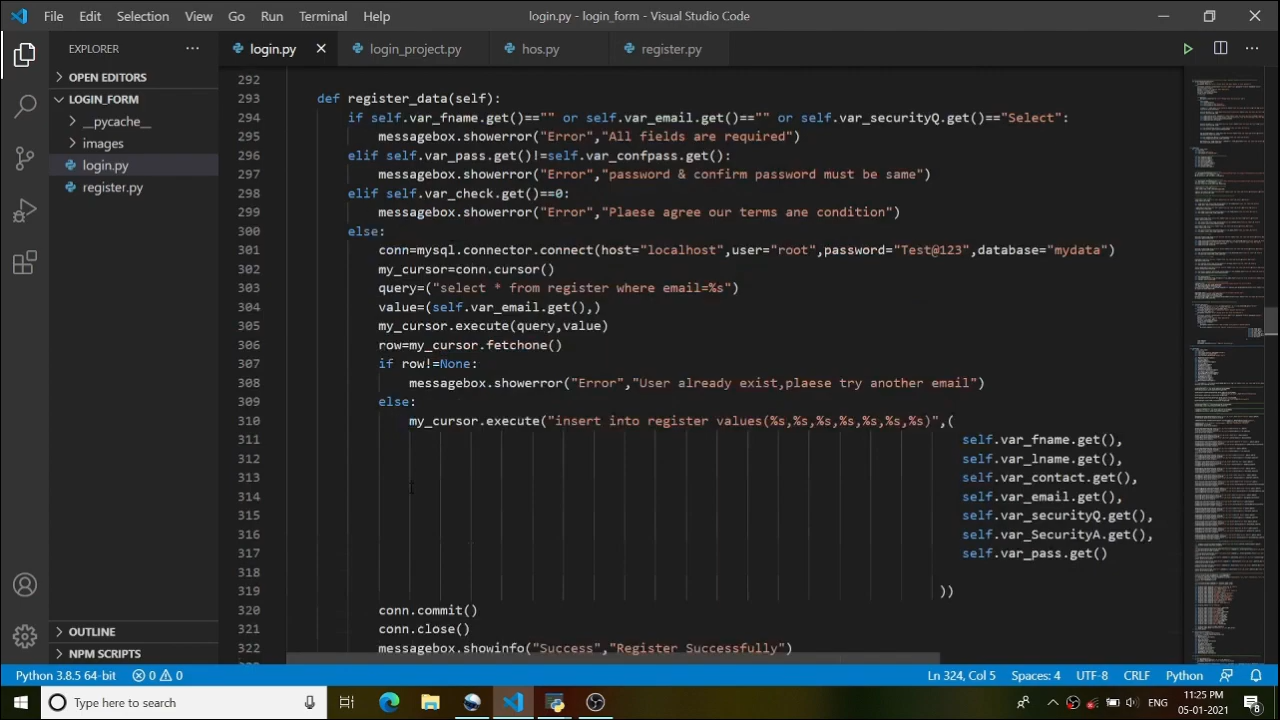 File Edit Selection View Go Run Terminal Help login.py - login_form - Visual Studio Code
EXPLORER ··· login.py login_project.py hos.py register.py
OPEN EDITORS
LOGIN_FORM
__pycache__
images
login.py
register.py
OUTLINE
NPM SCRIPTS
292
293 def register_data(self)
294 if self.var_fname.get() or self.var_email.get()=="" or self.var_securityQ.get()=="Select":
295 messagebox.showerror("Error","All fields are required")
296 elif self.var_pass.get()!=self.var_confpass.get():
297 messagebox.showerror("Error","password & confirm password must be same")
298 elif self.var_check.get()==0:
299 messagebox.showerror("Error","Plaese agree our terms ane condition")
300 else:
301 (host="localhost",user="root",password="Test@123",database="mydata")
302 my_cursor=conn.cursor()
303 query=("select * from register where email=%s")
304 value=(self.var_email.get(),)
305 my_cursor.execute(query,value)
306 row=my_cursor.fetchone()
307 if row!=None:
308 messagebox.showerror("Error","User already exist,plaese try another email")
309 else:
310 my_cursor.execute("insert into register values(%s,%s,%s,%s,%s,%s,%s)",(
311 self.var_fname.get(),
312 self.var_lname.get(),
313 self.var_contact.get(),
314 self.var_email.get(),
315 self.var_securityQ.get(),
316 self.var_SecurityA.get(),
317 self.var_pass.get()
318
319 ))
320 conn.commit()
321 conn.close()
322 "Success","Register Successfully")
Python 3.8.5 64-bit 0 0 Ln 324, Col 5 Spaces: 4 UTF-8 CRLF Python
Type here to search ENG 11:25 PM
05-01-2021 8